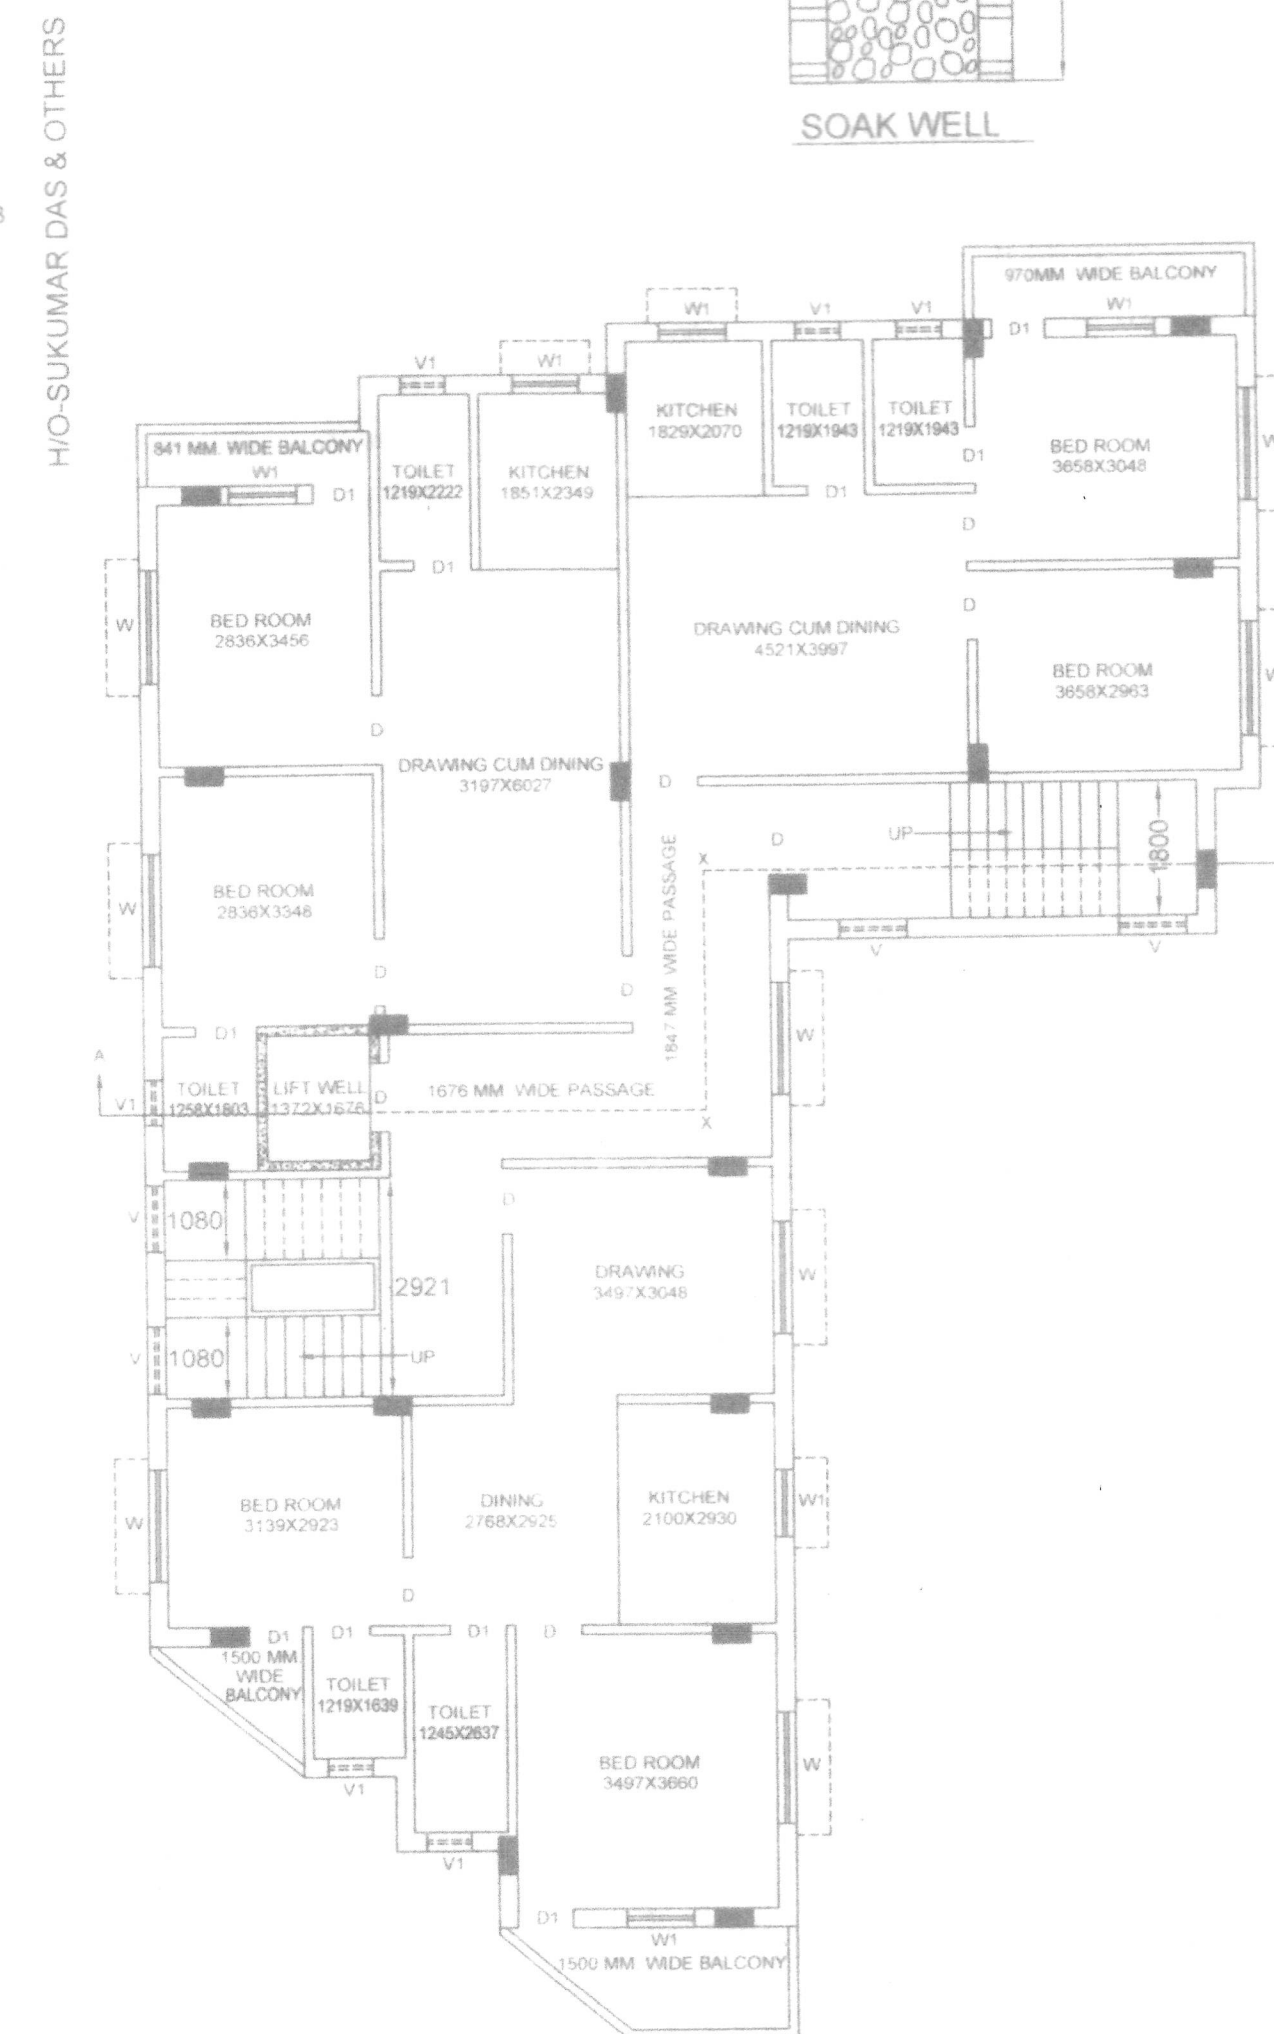 H/O-SUKUMAR DAS & OTHERS
SOAK WELL
970MM WIDE BALCONY
W1
V1
V1
W1
D1
V1
W1
KITCHEN
1829X2070
TOILET
1219X1943
TOILET
1219X1943
BED ROOM
3658X3048
W
841 MM. WIDE BALCONY
W1
D1
TOILET
1219X2222
KITCHEN
1851X2349
D1
D1
D
D1
BED ROOM
2836X3456
W
DRAWING CUM DINING
4521X3997
D
BED ROOM
3658X2963
W
D
DRAWING CUM DINING
3197X6027
D
D
UP
1800
BED ROOM
2836X3348
W
1847 MM WIDE PASSAGE
X
V
V
D
D
D1
W
A
V1
TOILET
1258X1803
LIFT WELL
1372X1676
D
1676 MM WIDE PASSAGE
X
V
1080
D
2921
DRAWING
3497X3048
W
V
1080
UP
BED ROOM
3139X2923
W
DINING
2768X2925
KITCHEN
2100X2930
W1
D
D1
D1
D1
D
1500 MM
WIDE
BALCONY
TOILET
1219X1639
TOILET
1245X2637
BED ROOM
3497X3660
W
V1
V1
D1
W1
1500 MM WIDE BALCONY